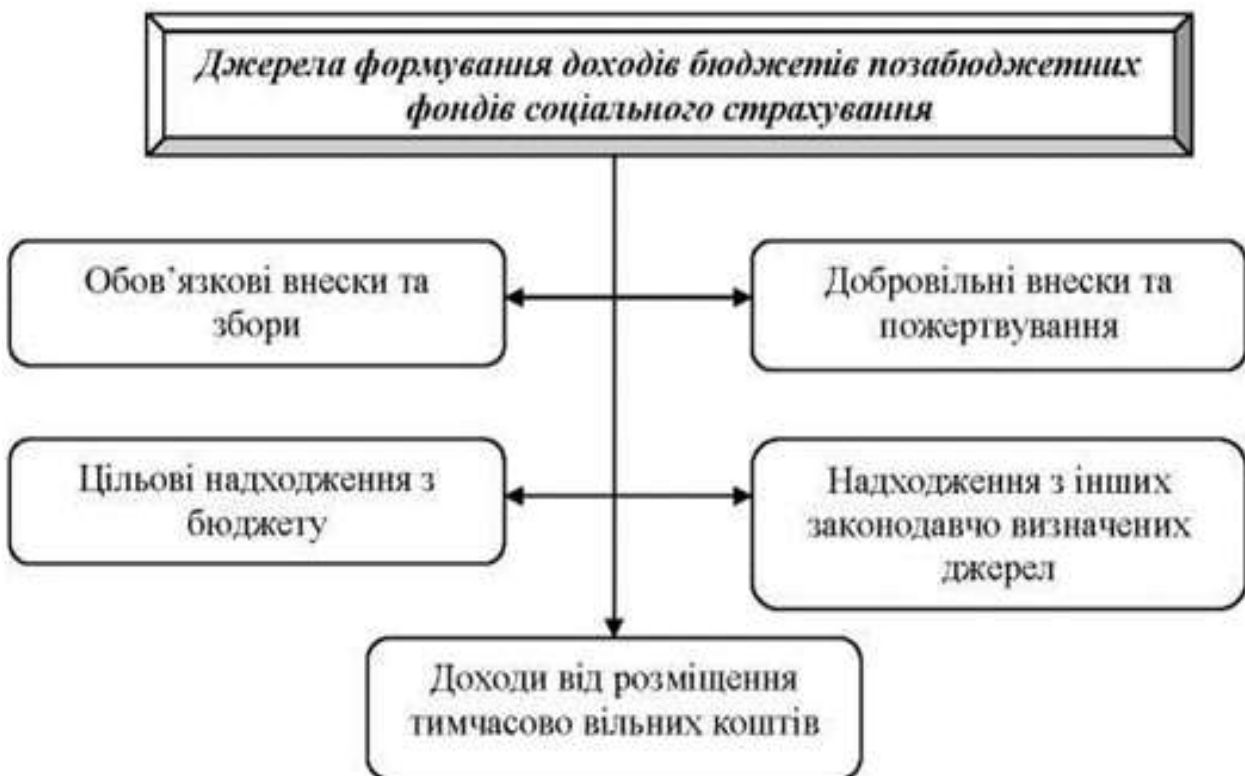 Джерела формування доходів бюджетів позабюджетних
фондів соціального страхування
Обов’язкові внески та
збори
Добровільні внески та
пожертвування
Цільові надходження з
бюджету
Надходження з інших
законодавчо визначених
джерел
Доходи від розміщення
тимчасово вільних коштів